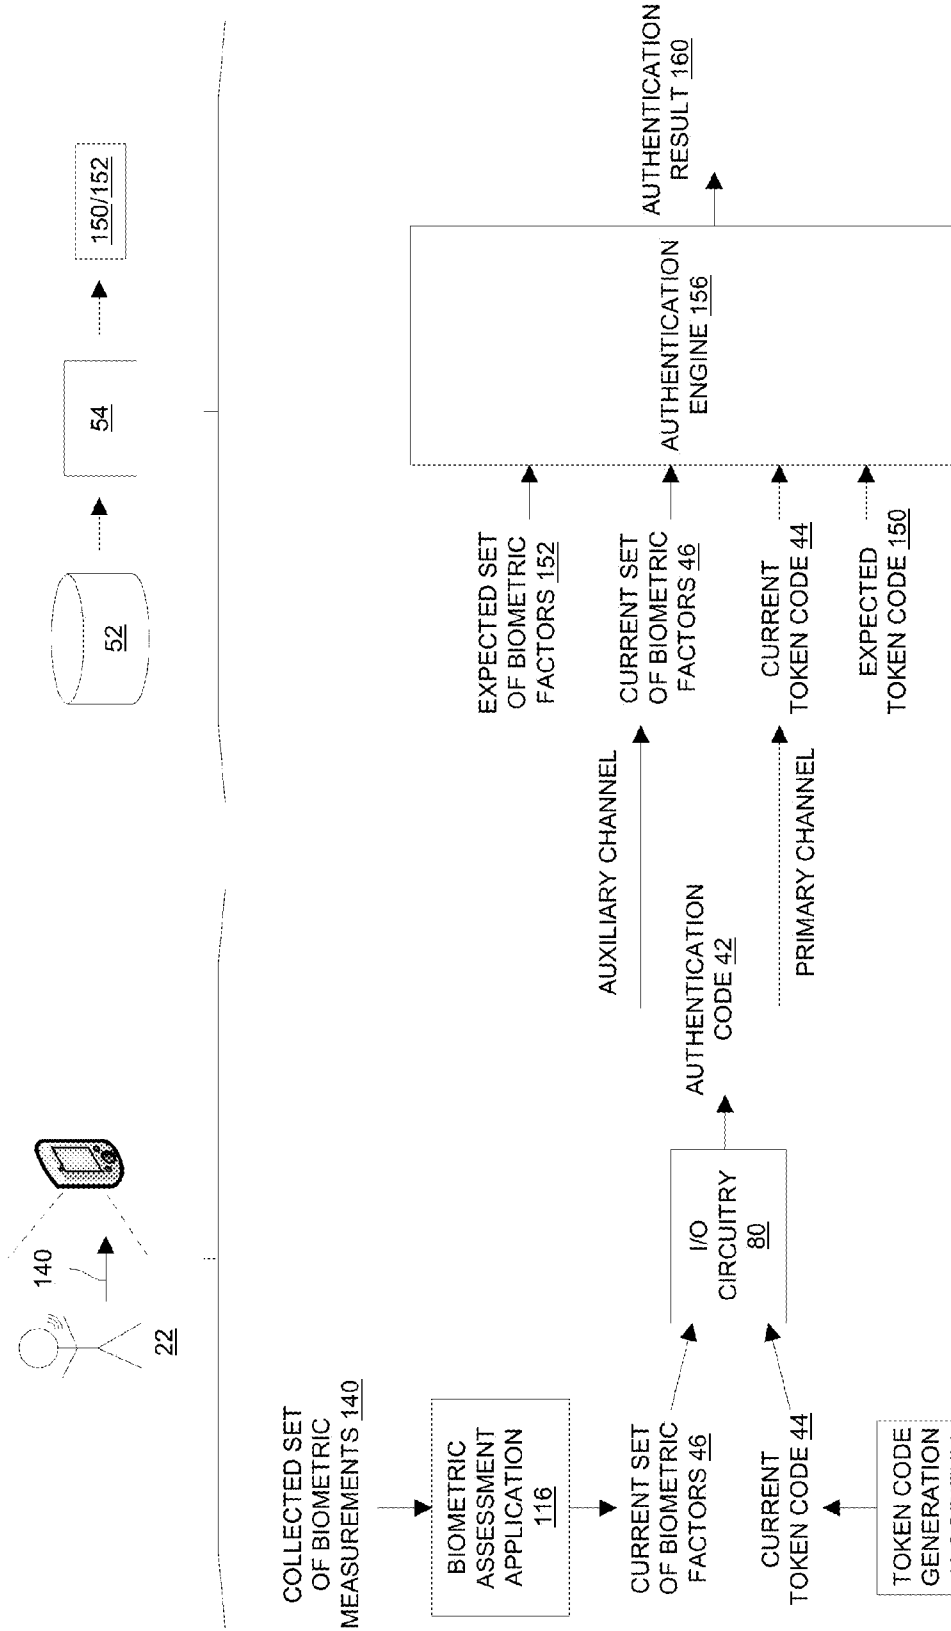 140
22
52
54
150/152
COLLECTED SET
OF BIOMETRIC
MEASUREMENTS 140
BIOMETRIC
ASSESSMENT
APPLICATION
116
CURRENT SET
OF BIOMETRIC
FACTORS 46
CURRENT
TOKEN CODE 44
TOKEN CODE
GENERATION
I/O
CIRCUITRY
80
AUTHENTICATION
CODE 42
AUXILIARY CHANNEL
PRIMARY CHANNEL
EXPECTED SET
OF BIOMETRIC
FACTORS 152
CURRENT SET
OF BIOMETRIC
FACTORS 46
CURRENT
TOKEN CODE 44
EXPECTED
TOKEN CODE 150
AUTHENTICATION
ENGINE 156
AUTHENTICATION
RESULT 160